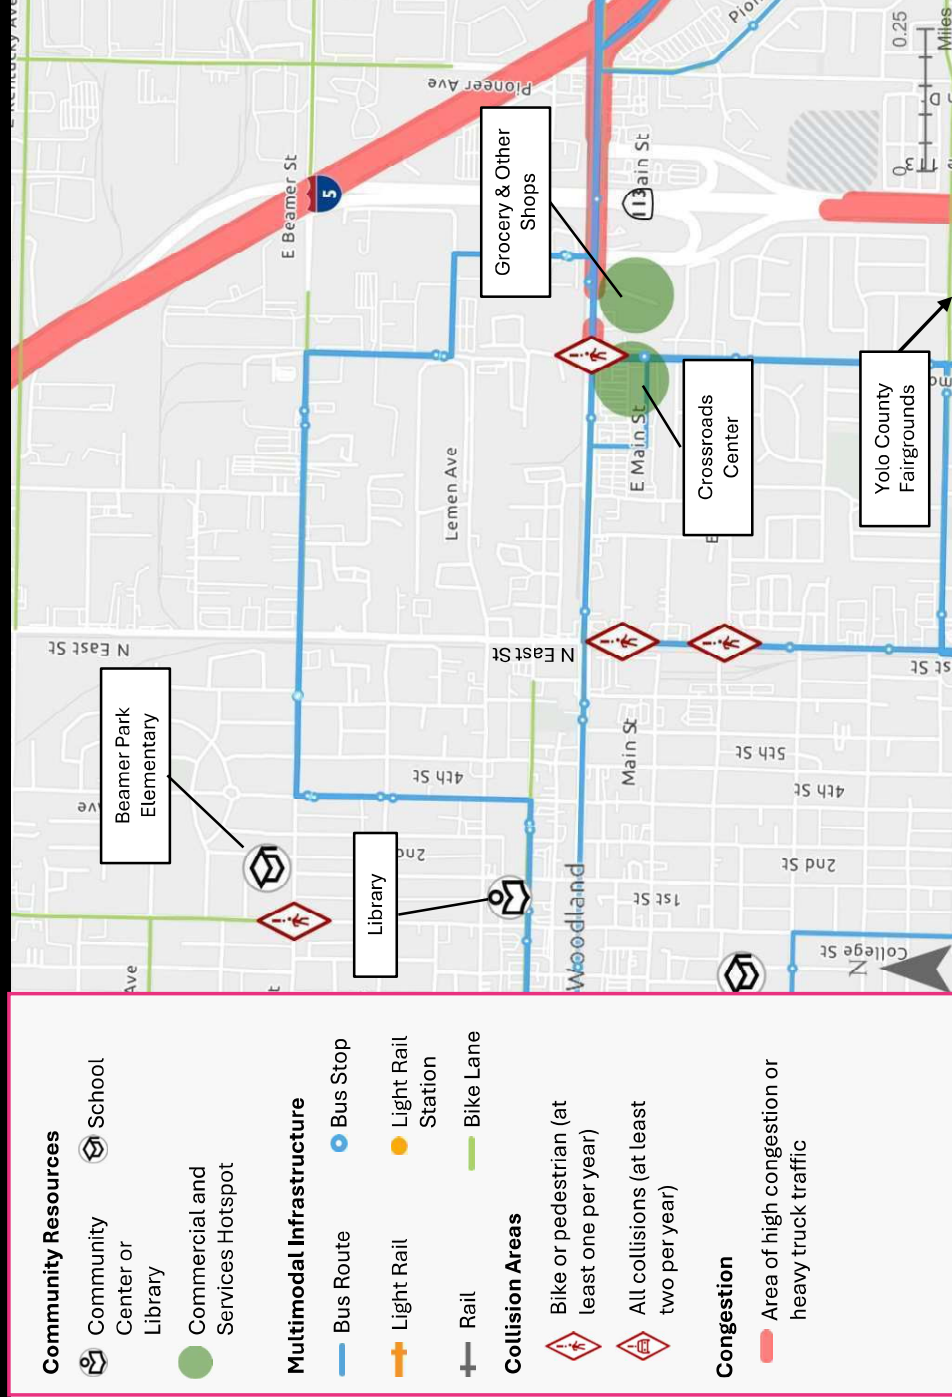 Community Resources
Community
Center or
Library
School
Commercial and
Services Hotspot
Multimodal Infrastructure
Bus Route
Bus Stop
Light Rail
Light Rail
Station
Rail
Bike Lane
Collision Areas
Bike or pedestrian (at
least one per year)
All collisions (at least
two per year)
Congestion
Area of high congestion or
heavy truck traffic
Beamer Park
Elementary
Library
Grocery & Other
Shops
Crossroads
Center
Yolo County
Fairgrounds
E Kentucky Ave
Pioneer Ave
E Beamer St
5
113
Main St
E Main St
Lemen Ave
N East St
N East St
Main St
Woodland
4th St
5th St
4th St
2nd St
2nd
1st St
College St
Ave
Ave
N
0
0.25
Miles